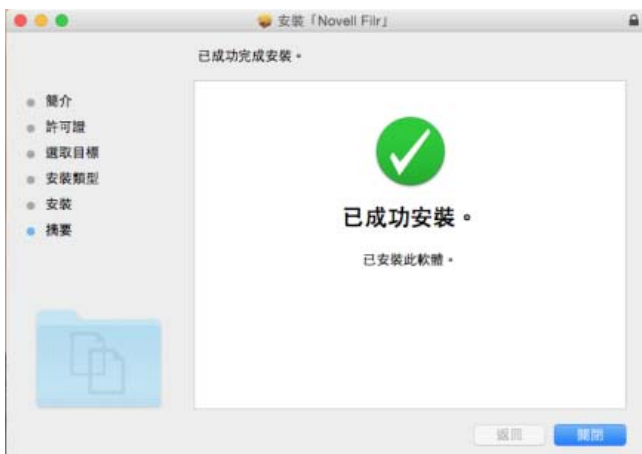 安裝「Novell Filr」
已成功完成安裝。
簡介
許可證
選取目標
安裝類型
安裝
摘要
已成功安裝。
已安裝此軟體。
返回
關閉